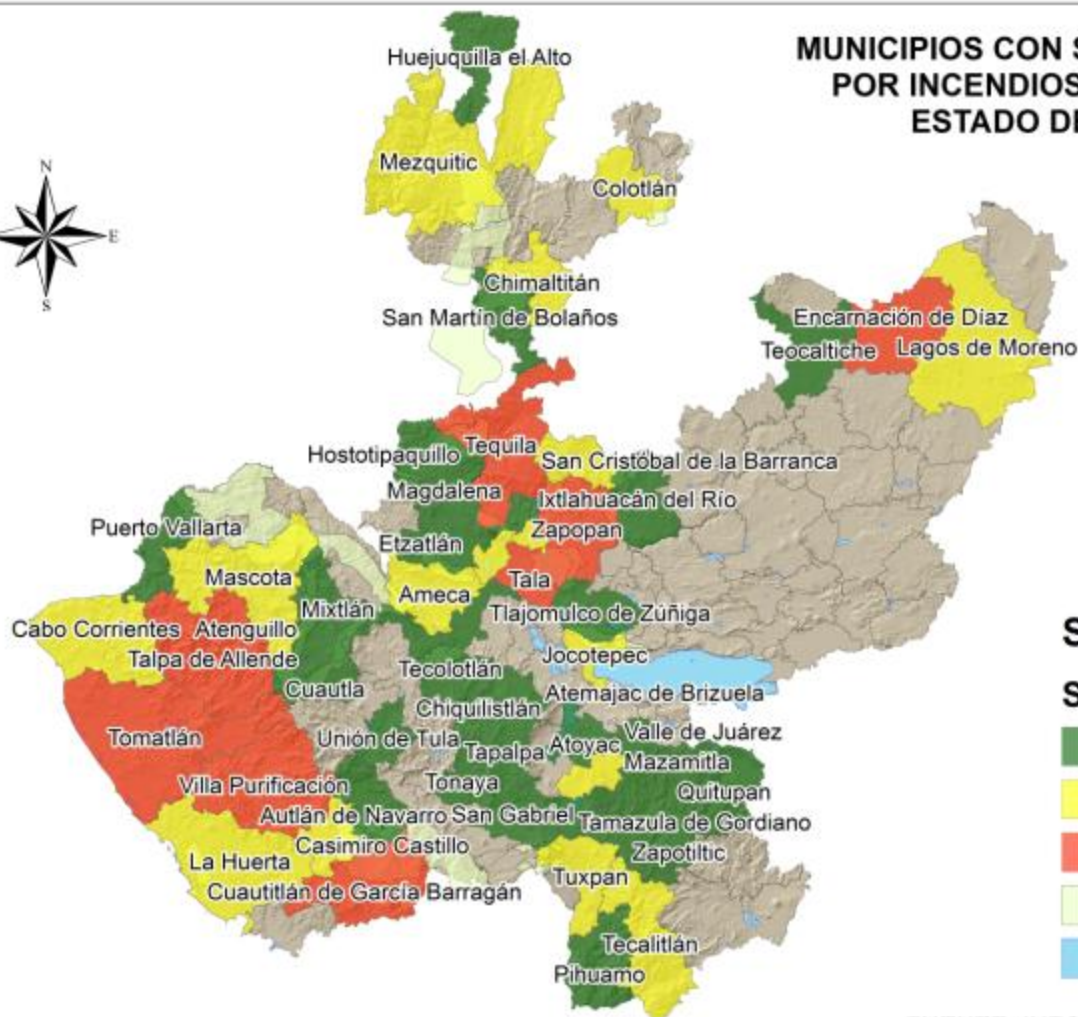 MUNICIPIOS CON S
POR INCENDIOS
ESTADO DE
Huejuquilla el Alto
Mezquitic
Colotlán
N
E
S
Chimaltitán
San Martín de Bolaños
Encarnación de Díaz
Teocaltiche
Lagos de Moreno
Hostotipaquillo
Tequila
San Cristóbal de la Barranca
Magdalena
Ixtlahuacán del Río
Puerto Vallarta
Zapopan
Etzatlán
Mascota
Mixtlán
Ameca
Tala
Tlajomulco de Zúñiga
Cabo Corrientes
Atenguillo
Talpa de Allende
Jocotepec
Tecolotlán
Cuautla
Chiquilistlán
Atemajac de Brizuela
Tomatlán
Unión de Tula
Tapalpa
Atoyac
Valle de Juárez
Mazamitla
Villa Purificación
Tonaya
Quitupan
Autlán de Navarro
San Gabriel
Tamazula de Gordiano
Casimiro Castillo
Zapotiltic
La Huerta
Tuxpan
Cuautitlán de García Barragán
Tecalitlán
Pihuamo
S
S